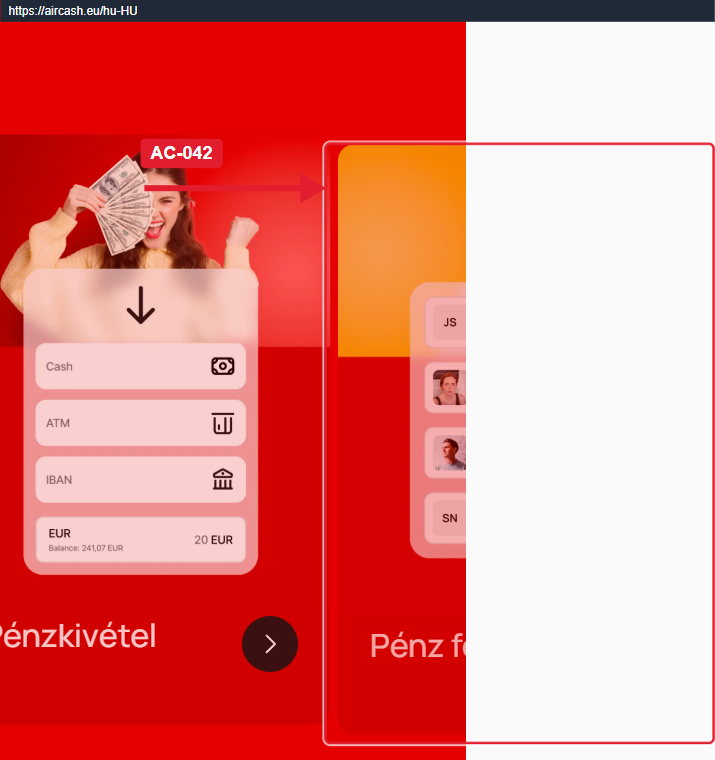 https://aircash.eu/hu-HU
AC-042
Cash
ATM
IBAN
EUR
Balance: 241,07 EUR
20 EUR
Pénzkivétel
JS
SN
Pénz